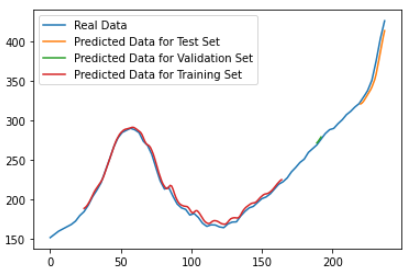 Real Data
Predicted Data for Test Set
Predicted Data for Validation Set
Predicted Data for Training Set
400
350
300
250
200
150
0 50 100 150 200